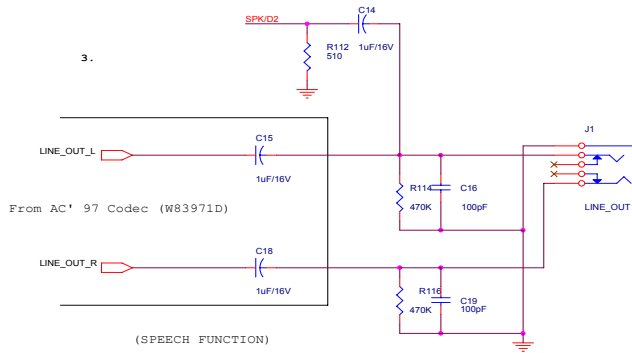 C14
SPK/D2
R112
510
1uF/16V
3.
J1
C15
LINE_OUT_L
1uF/16V
R114
470K
C16
100pF
LINE_OUT
From AC' 97 Codec (W83971D)
C18
LINE_OUT_R
1uF/16V
R116
470K
C19
100pF
(SPEECH FUNCTION)